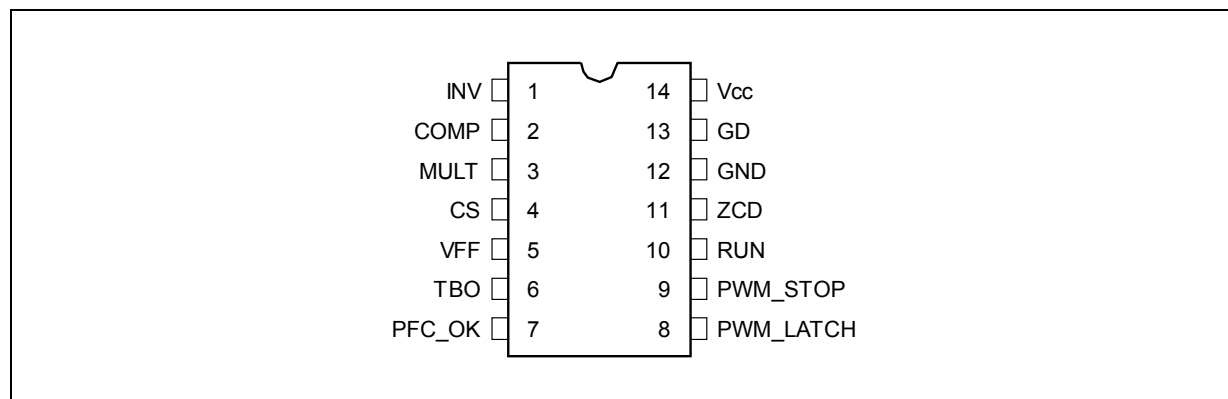 INV 1 14 Vcc
COMP 2 13 GD
MULT 3 12 GND
CS 4 11 ZCD
VFF 5 10 RUN
TBO 6 9 PWM_STOP
PFC_OK 7 8 PWM_LATCH